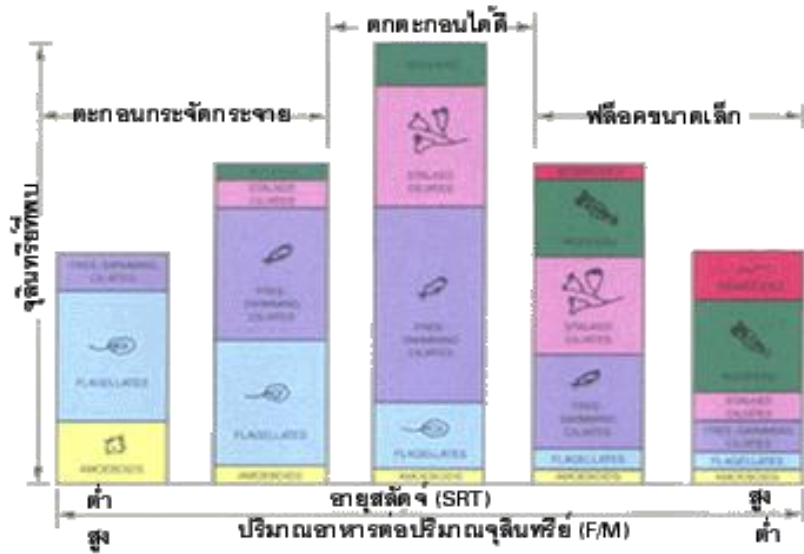 ตกตะกอนได้ดี
ตะกอนกระจัดกระจาย
ฟล็อคขนาดเล็ก
จุลินทรีย์ที่พบ
FREE-SWIMMING
CILIATES
FLAGELLATES
AMOEBOIDS
STALKED
CILIATES
FREE-
SWIMMING
CILIATES
FLAGELLATES
AMOEBOIDS
STALKED
CILIATES
FREE-
SWIMMING
CILIATES
FLAGELLATES
AMOEBOIDS
STALKED
CILIATES
FREE-
SWIMMING
CILIATES
FLAGELLATES
AMOEBOIDS
STALKED
CILIATES
FREE-SWIMMING
CILIATES
FLAGELLATES
AMOEBOIDS
ต่ำ อายุสลัดจ์ (SRT) สูง
สูง ปริมาณอาหารต่อปริมาณจุลินทรีย์ (F/M) ต่ำ